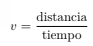 v = distancia / tiempo